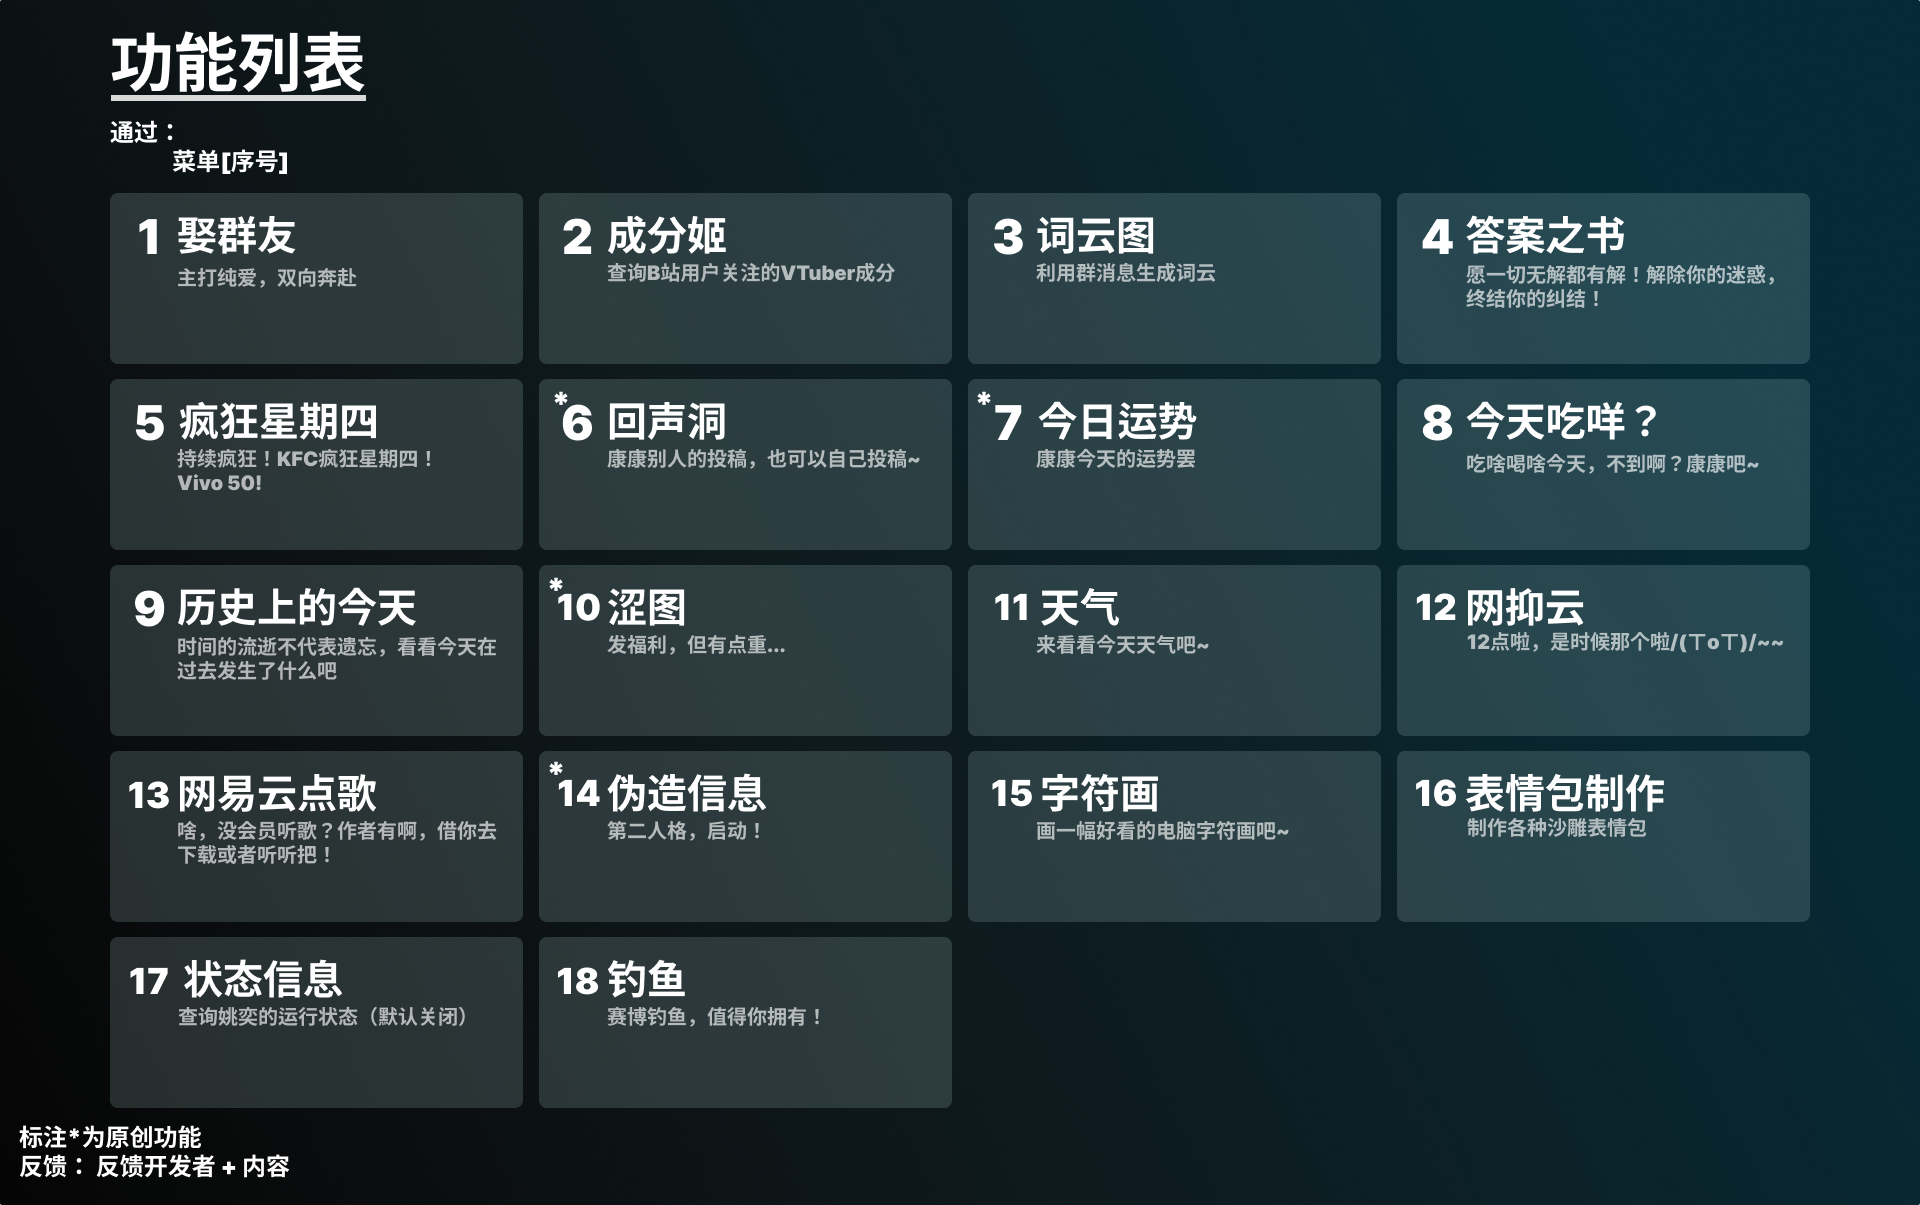 功能列表
通过：
菜单[序号]
1 娶群友
主打纯爱，双向奔赴
2 成分姬
查询B站用户关注的VTuber成分
3 词云图
利用群消息生成词云
4 答案之书
愿一切无解都有解！解除你的迷惑，
终结你的纠结！
5 疯狂星期四
持续疯狂！KFC疯狂星期四！
Vivo 50!
*6 回声洞
康康别人的投稿，也可以自己投稿~
*7 今日运势
康康今天的运势罢
8 今天吃咩？
吃啥喝啥今天，不到啊？康康吧~
9 历史上的今天
时间的流逝不代表遗忘，看看今天在
过去发生了什么吧
*10 涩图
发福利，但有点重...
11 天气
来看看今天天气吧~
12 网抑云
12点啦，是时候那个啦/(ㄒoㄒ)/~~
13 网易云点歌
啥，没会员听歌？作者有啊，借你去
下载或者听听把！
*14 伪造信息
第二人格，启动！
15 字符画
画一幅好看的电脑字符画吧~
16 表情包制作
制作各种沙雕表情包
17 状态信息
查询姚奕的运行状态（默认关闭）
18 钓鱼
赛博钓鱼，值得你拥有！
标注*为原创功能
反馈： 反馈开发者 + 内容